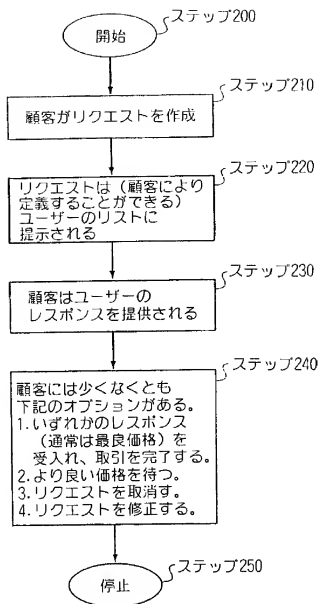 ステップ200
開始
ステップ210
顧客がリクエストを作成
ステップ220
リクエストは（顧客により
定義することができる）
ユーザーのリストに
提示される
ステップ230
顧客はユーザーの
レスポンスを提供される
ステップ240
顧客には少くなくとも
下記のオプションがある。
1.いずれかのレスポンス
（通常は最良価格）を
受入れ、取引を完了する。
2.より良い価格を待つ。
3.リクエストを取消す。
4.リクエストを修正する。
ステップ250
停止